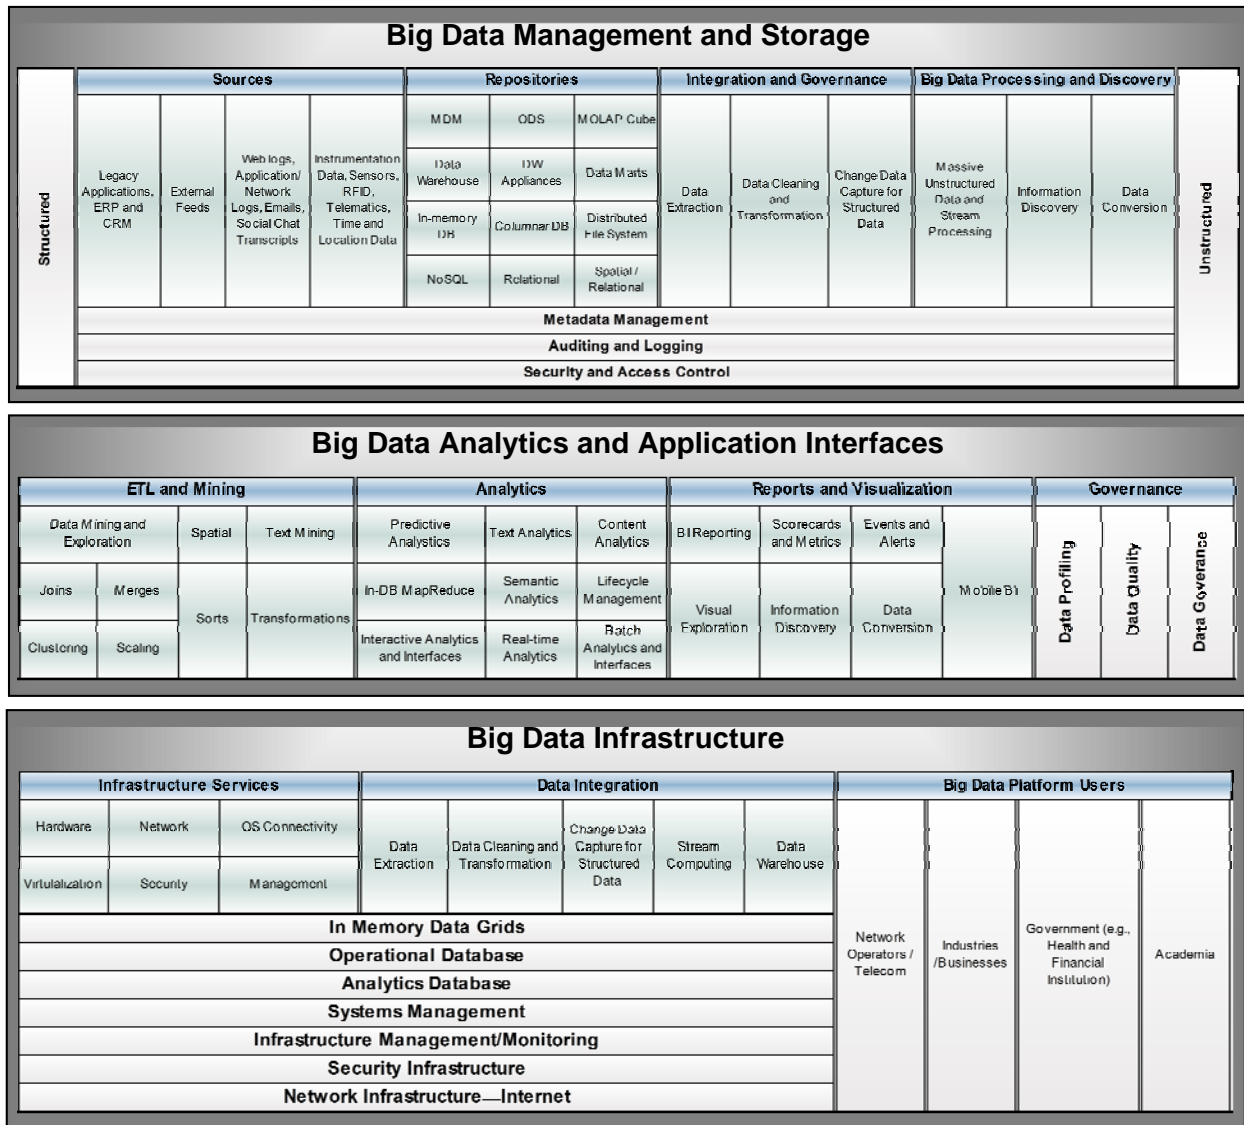 Big Data Management and Storage
Structured
Sources
Repositories
Integration and Governance
Big Data Processing and Discovery
Unstructured
Legacy
Applications,
ERP and
CRM
External
Feeds
Web logs,
Application/
Network
Logs, Emails,
Social Chat
Transcripts
Instrumentation
Data, Sensors,
RFID,
Telematics,
Time and
Location Data
MDM
ODS
MOLAP Cube
Data
Warehouse
DW
Appliances
Data Marts
In-memory
DB
Columnar DB
Distributed
File System
NoSQL
Relational
Spatial /
Relational
Data
Extraction
Data Cleaning
and
Transformation
Change Data
Capture for
Structured
Data
Massive
Unstructured
Data and
Stream
Processing
Information
Discovery
Data
Conversion
Metadata Management
Auditing and Logging
Security and Access Control
Big Data Analytics and Application Interfaces
ETL and Mining
Analytics
Reports and Visualization
Governance
Data Mining and
Exploration
Spatial
Text Mining
Joins
Merges
Sorts
Transformations
Clustering
Scaling
Predictive
Analystics
Text Analytics
Content
Analytics
In-DB MapReduce
Semantic
Analytics
Lifecycle
Management
Interactive Analytics
and Interfaces
Real-time
Analytics
Batch
Analytics and
Interfaces
BI Reporting
Scorecards
and Metrics
Events and
Alerts
Mobile BI
Visual
Exploration
Information
Discovery
Data
Conversion
Data Profiling
Data Quality
Data Goverance
Big Data Infrastructure
Infrastructure Services
Data Integration
Big Data Platform Users
Hardware
Network
OS Connectivity
Virtulalization
Security
Management
Data
Extraction
Data Cleaning and
Transformation
Change Data
Capture for
Structured
Data
Stream
Computing
Data
Warehouse
In Memory Data Grids
Operational Database
Analytics Database
Systems Management
Infrastructure Management/Monitoring
Security Infrastructure
Network Infrastructure—Internet
Network
Operators /
Telecom
Industries
/Businesses
Government (e.g.,
Health and
Financial
Institution)
Academia